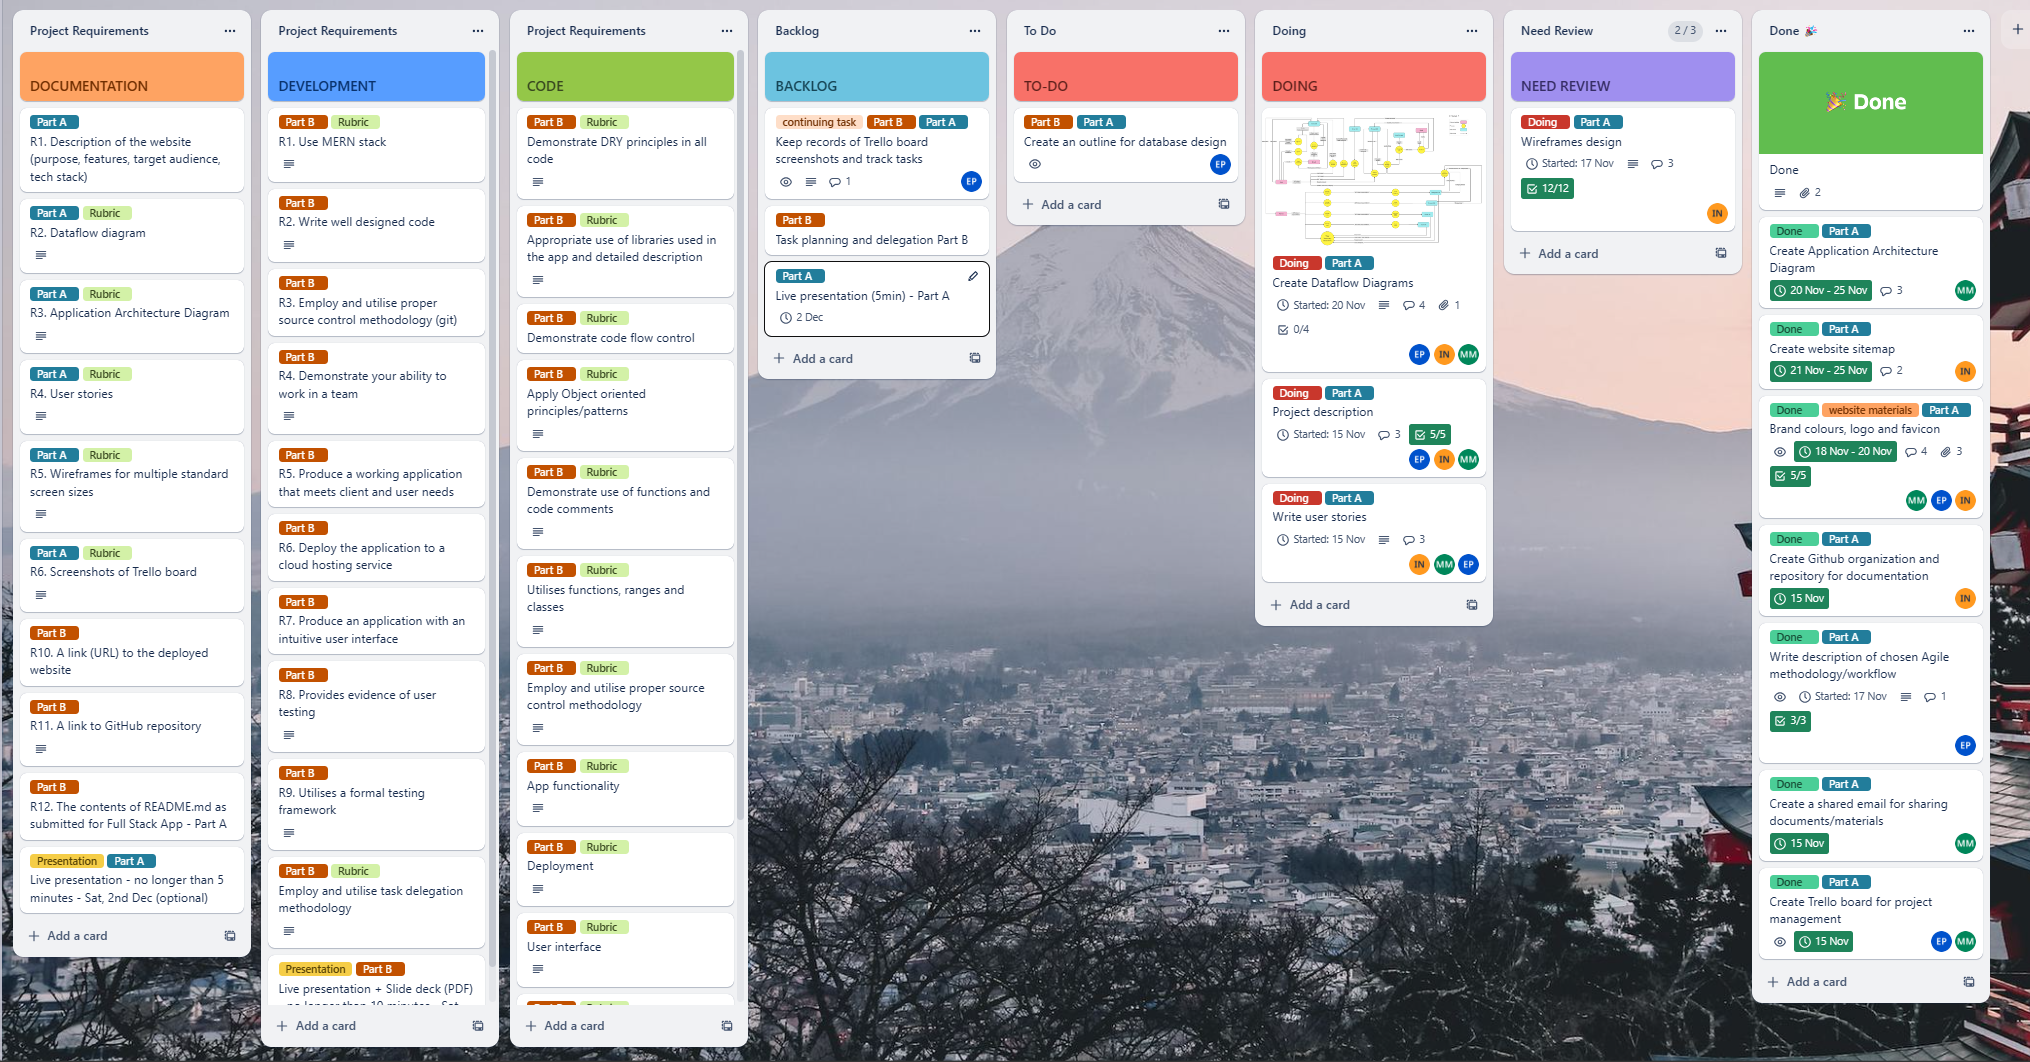 Project Requirements
DOCUMENTATION
Part A
R1. Description of the website
(purpose, features, target audience,
tech stack)
Part A Rubric
R2. Dataflow diagram
Part A Rubric
R3. Application Architecture Diagram
Part A Rubric
R4. User stories
Part A Rubric
R5. Wireframes for multiple standard
screen sizes
Part A Rubric
R6. Screenshots of Trello board
Part B
R10. A link (URL) to the deployed
website
Part B
R11. A link to GitHub repository
Part B
R12. The contents of README.md as
submitted for Full Stack App - Part A
Presentation Part A
Live presentation - no longer than 5
minutes - Sat, 2nd Dec (optional)
+ Add a card
Project Requirements
DEVELOPMENT
Part B Rubric
R1. Use MERN stack
Part B
R2. Write well designed code
Part B
R3. Employ and utilise proper
source control methodology (git)
Part B
R4. Demonstrate your ability to
work in a team
Part B
R5. Produce a working application
that meets client and user needs
Part B
R6. Deploy the application to a
cloud hosting service
Part B
R7. Produce an application with an
intuitive user interface
Part B
R8. Provides evidence of user
testing
Part B
R9. Utilises a formal testing
framework
Part B Rubric
Employ and utilise task delegation
methodology
Presentation Part B
Live presentation + Slide deck (PDF)
- no longer than 10 minutes - Sat,
+ Add a card
Project Requirements
CODE
Part B Rubric
Demonstrate DRY principles in all
code
Part B Rubric
Appropriate use of libraries used in
the app and detailed description
Part B Rubric
Demonstrate code flow control
Part B Rubric
Apply Object oriented
principles/patterns
Part B Rubric
Demonstrate use of functions and
code comments
Part B Rubric
Utilises functions, ranges and
classes
Part B Rubric
Employ and utilise proper source
control methodology
Part B Rubric
App functionality
Part B Rubric
Deployment
Part B Rubric
User interface
+ Add a card
Backlog
BACKLOG
continuing task Part B Part A
Keep records of Trello board
screenshots and track tasks
1 EP
Part B
Task planning and delegation Part B
Part A
Live presentation (5min) - Part A
2 Dec
+ Add a card
To Do
TO-DO
Part B Part A
Create an outline for database design
EP
+ Add a card
Doing
DOING
Doing Part A
Create Dataflow Diagrams
Started: 20 Nov 4 1
0/4
EP IN MM
Doing Part A
Project description
Started: 15 Nov 3 5/5
EP IN MM
Doing Part A
Write user stories
Started: 15 Nov 3
IN MM EP
+ Add a card
Need Review 2 / 3
NEED REVIEW
Doing Part A
Wireframes design
Started: 17 Nov 3
12/12
IN
+ Add a card
Done 🎉
🎉 Done
Done
2
Done Part A
Create Application Architecture
Diagram
20 Nov - 25 Nov 3 MM
Done Part A
Create website sitemap
21 Nov - 25 Nov 2 IN
Done website materials Part A
Brand colours, logo and favicon
18 Nov - 20 Nov 4 3
5/5
MM EP IN
Done Part A
Create Github organization and
repository for documentation
15 Nov IN
Done Part A
Write description of chosen Agile
methodology/workflow
Started: 17 Nov 1
3/3
EP
Done Part A
Create a shared email for sharing
documents/materials
15 Nov MM
Done Part A
Create Trello board for project
management
15 Nov EP MM
+ Add a card